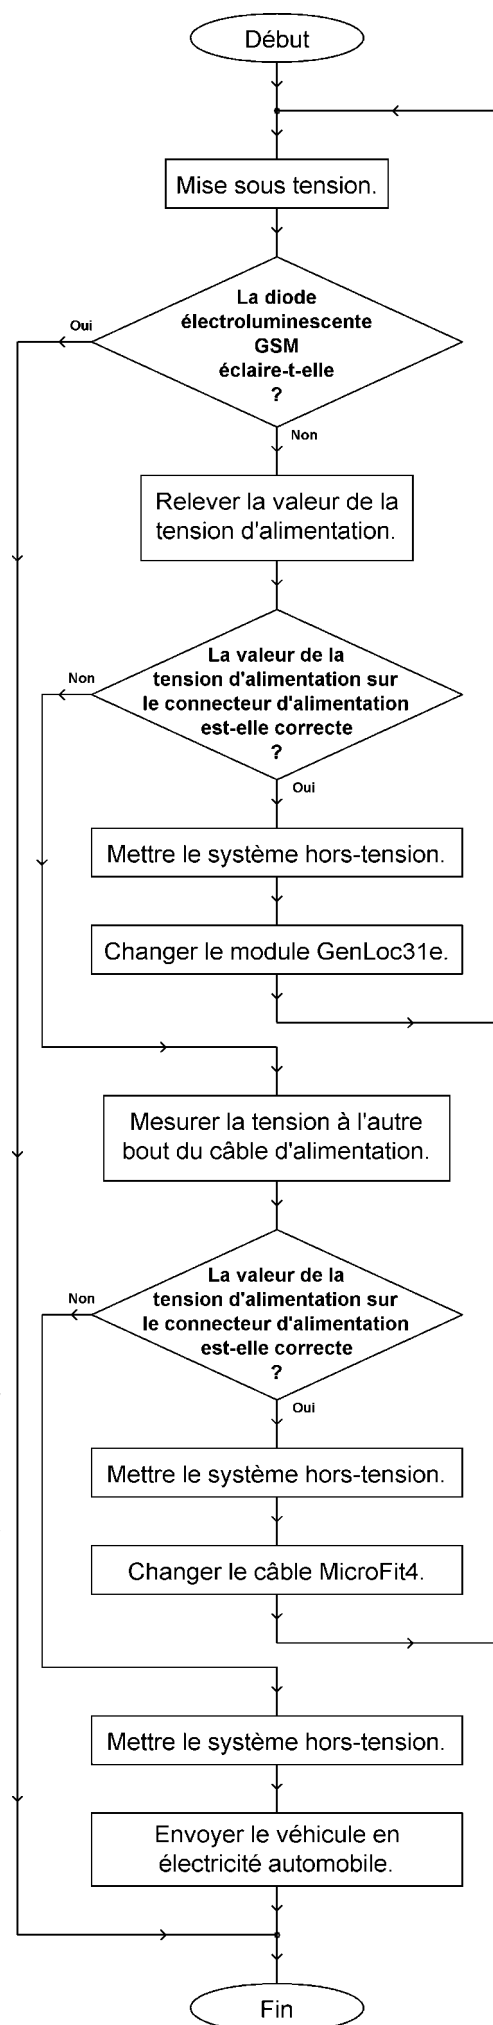 Début
Mise sous tension.
La diode
électroluminescente
GSM
éclaire-t-elle
?
Oui
Non
Relever la valeur de la
tension d'alimentation.
La valeur de la
tension d'alimentation sur
le connecteur d'alimentation
est-elle correcte
?
Non
Oui
Mettre le système hors-tension.
Changer le module GenLoc31e.
Mesurer la tension à l'autre
bout du câble d'alimentation.
La valeur de la
tension d'alimentation sur
le connecteur d'alimentation
est-elle correcte
?
Non
Oui
Mettre le système hors-tension.
Changer le câble MicroFit4.
Mettre le système hors-tension.
Envoyer le véhicule en
électricité automobile.
Fin